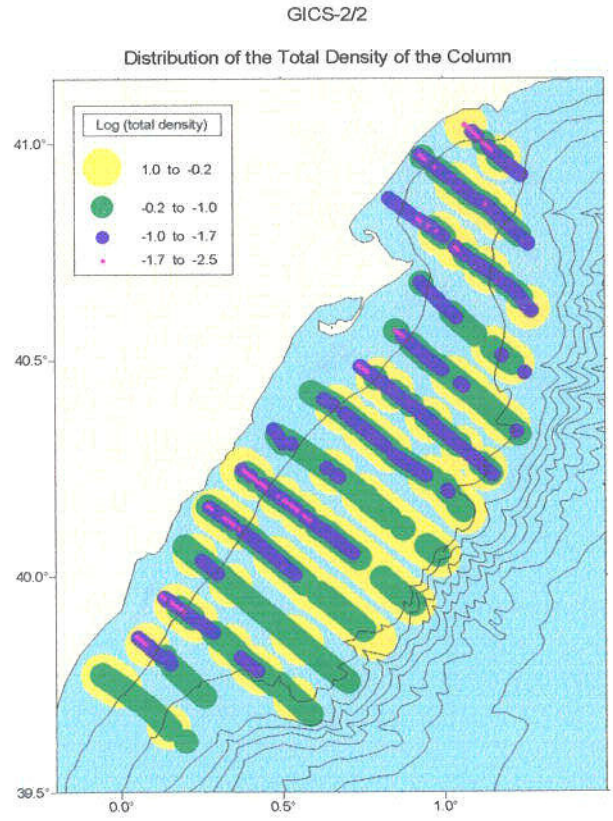 GICS-2/2
Distribution of the Total Density of the Column
Log (total density)
1.0 to -0.2
-0.2 to -1.0
-1.0 to -1.7
-1.7 to -2.5
41.0°
40.5°
40.0°
39.5°
0.0° 0.5° 1.0°